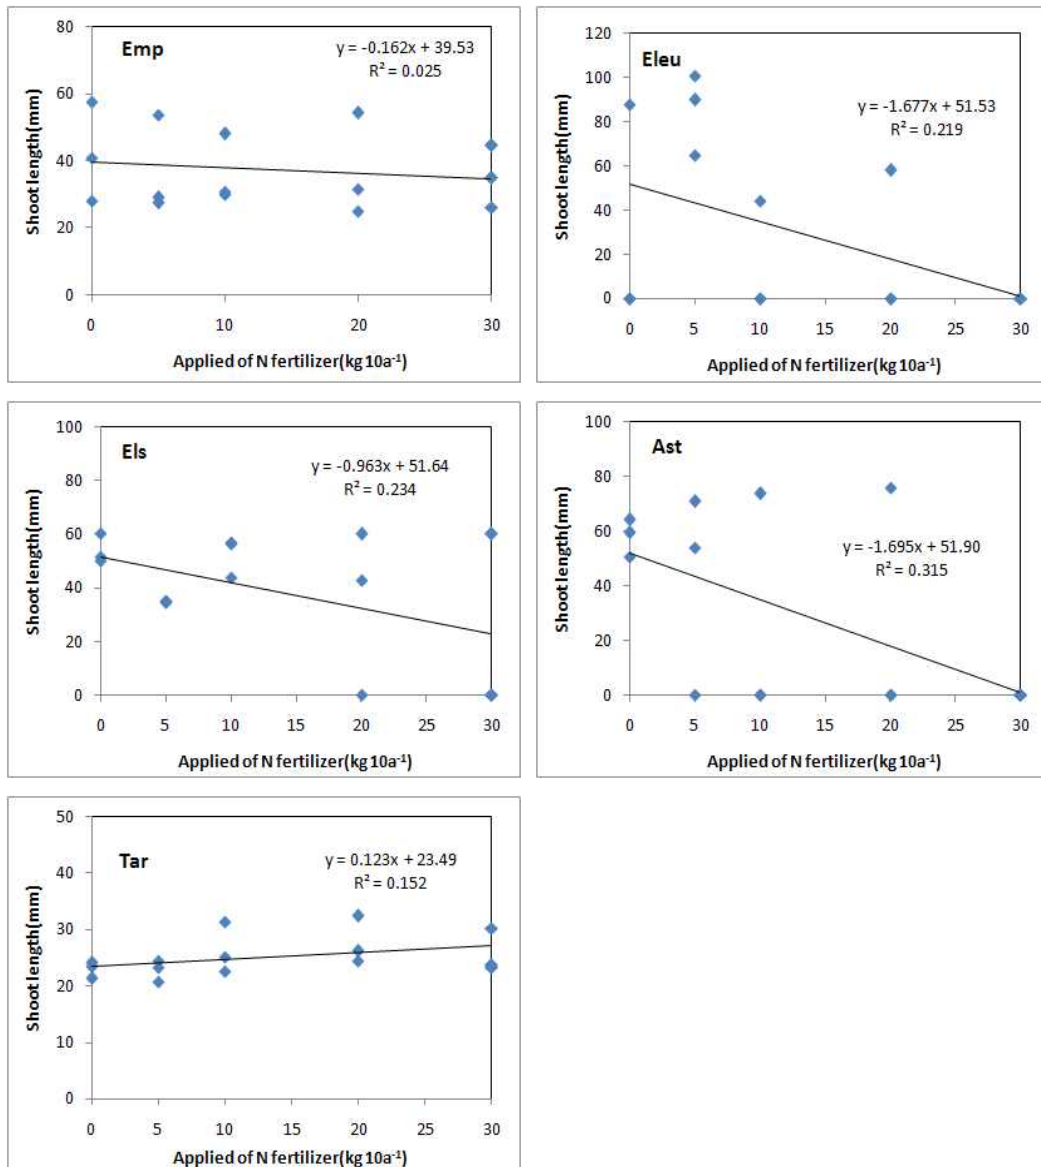 Emp
y = -0.162x + 39.53
R² = 0.025
Shoot length(mm)
80
60
40
20
0
0 10 20 30
Applied of N fertilizer(kg 10a⁻¹)
Eleu
y = -1.677x + 51.53
R² = 0.219
Shoot length(mm)
120
100
80
60
40
20
0
0 5 10 15 20 25 30
Applied of N fertilizer(kg 10a⁻¹)
Els
y = -0.963x + 51.64
R² = 0.234
Shoot length(mm)
100
80
60
40
20
0
0 5 10 15 20 25 30
Applied of N fertilizer(kg 10a⁻¹)
Ast
y = -1.695x + 51.90
R² = 0.315
Shoot length(mm)
100
80
60
40
20
0
0 5 10 15 20 25 30
Applied of N fertilizer(kg 10a⁻¹)
Tar
y = 0.123x + 23.49
R² = 0.152
Shoot length(mm)
50
40
30
20
10
0
0 5 10 15 20 25 30
Applied of N fertilizer(kg 10a⁻¹)